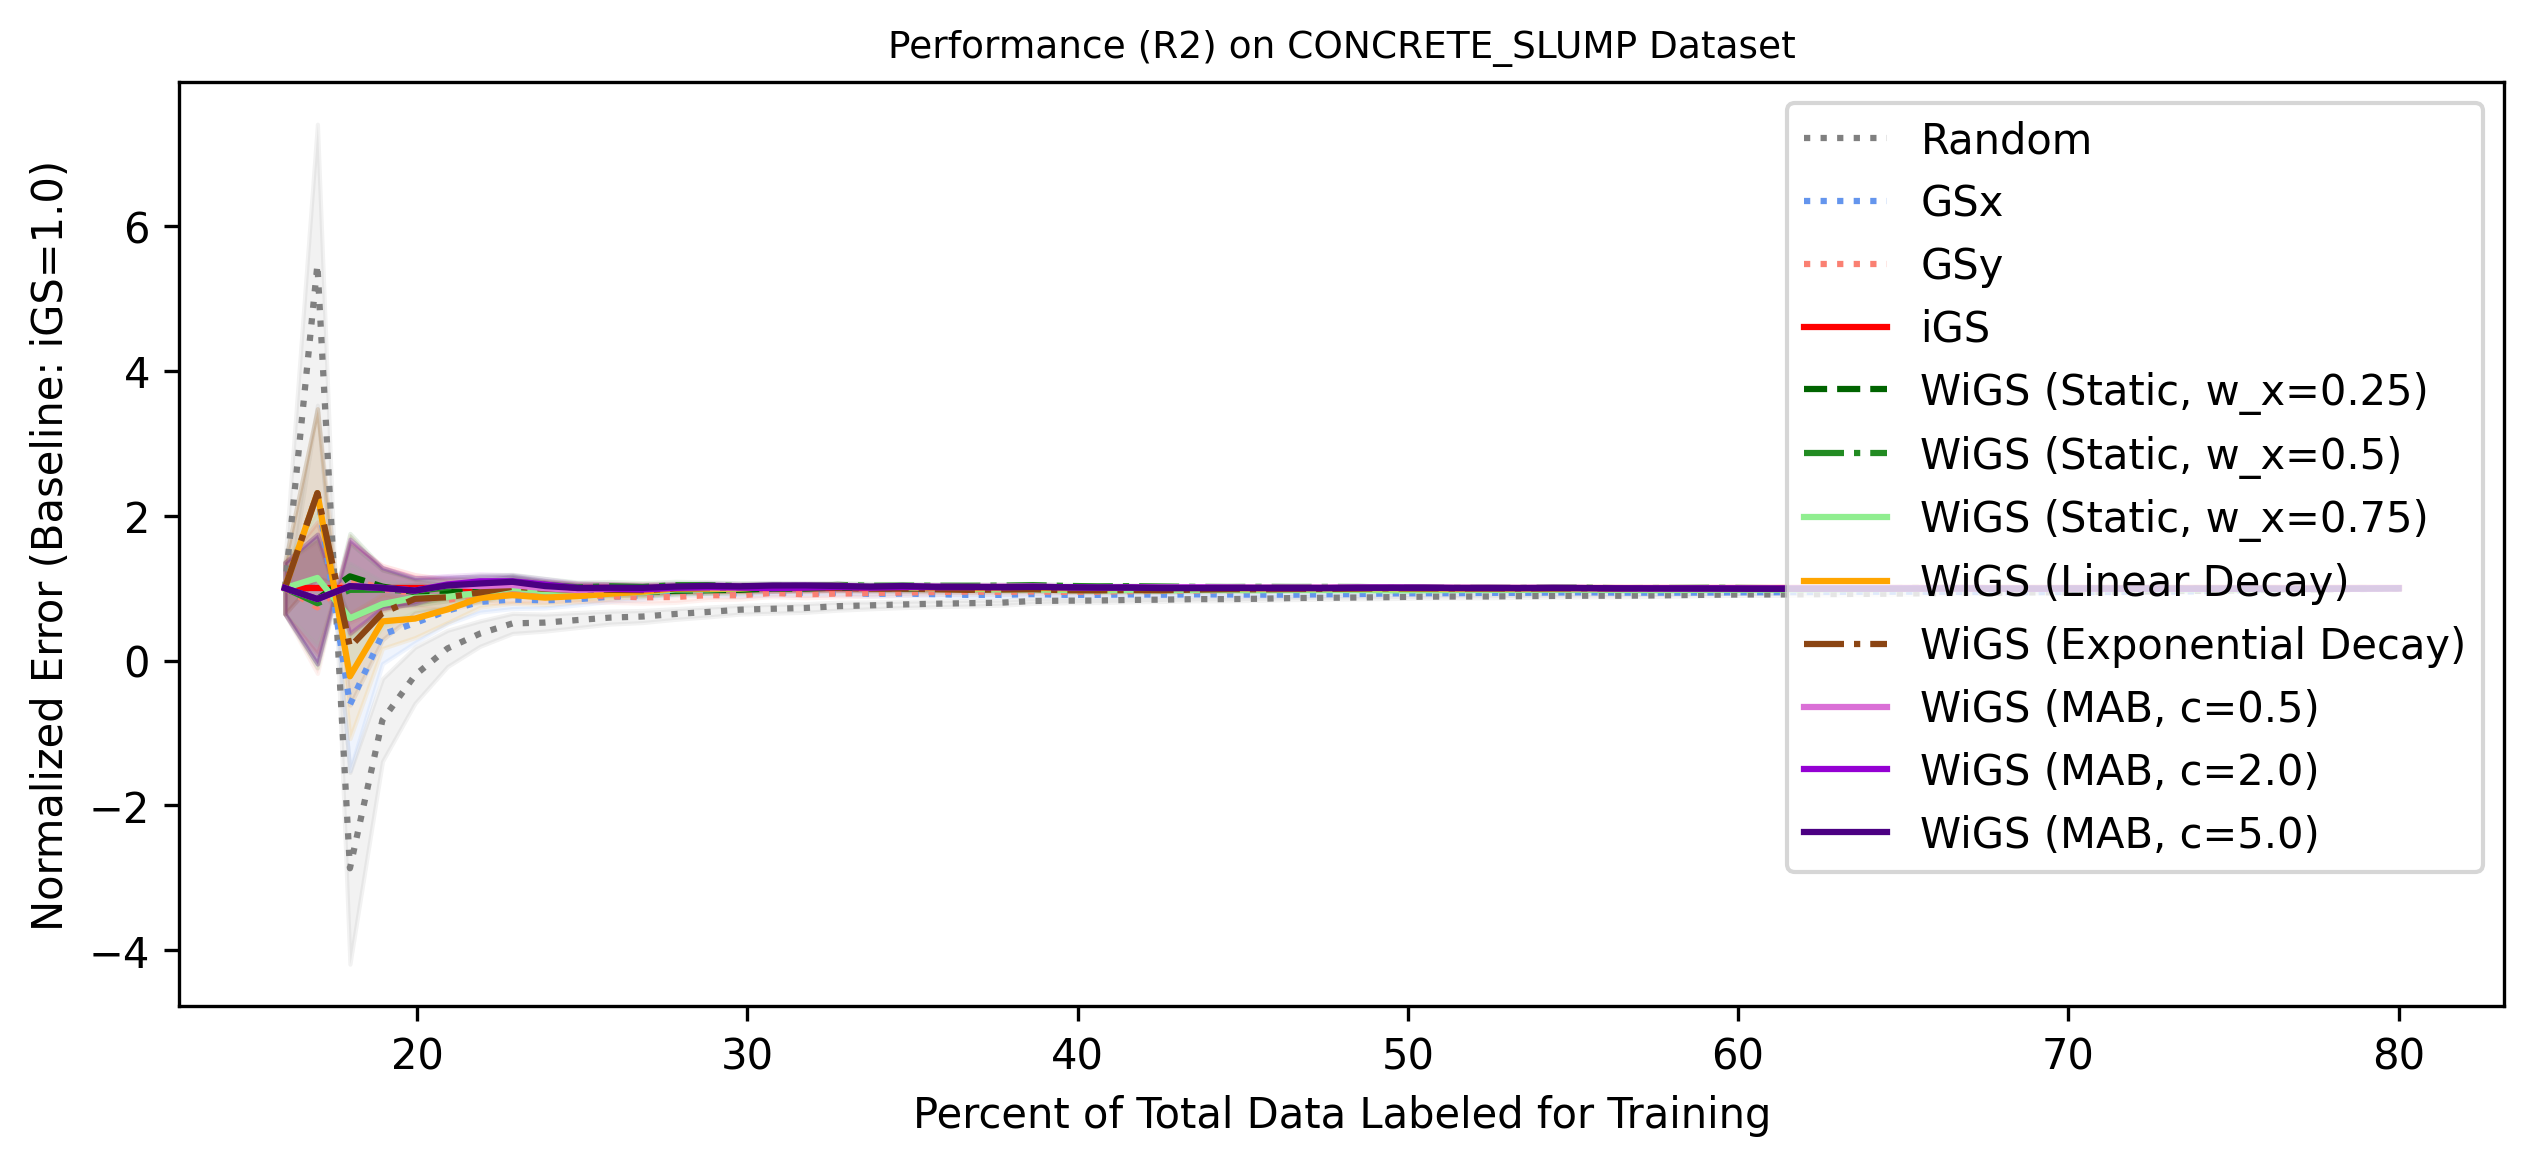 Performance (R2) on CONCRETE_SLUMP Dataset
Normalized Error (Baseline: iGS=1.0)
6
4
2
0
−2
−4
Random
GSx
GSy
iGS
WiGS (Static, w_x=0.25)
WiGS (Static, w_x=0.5)
WiGS (Static, w_x=0.75)
WiGS (Linear Decay)
WiGS (Exponential Decay)
WiGS (MAB, c=0.5)
WiGS (MAB, c=2.0)
WiGS (MAB, c=5.0)
20 30 40 50 60 70 80
Percent of Total Data Labeled for Training